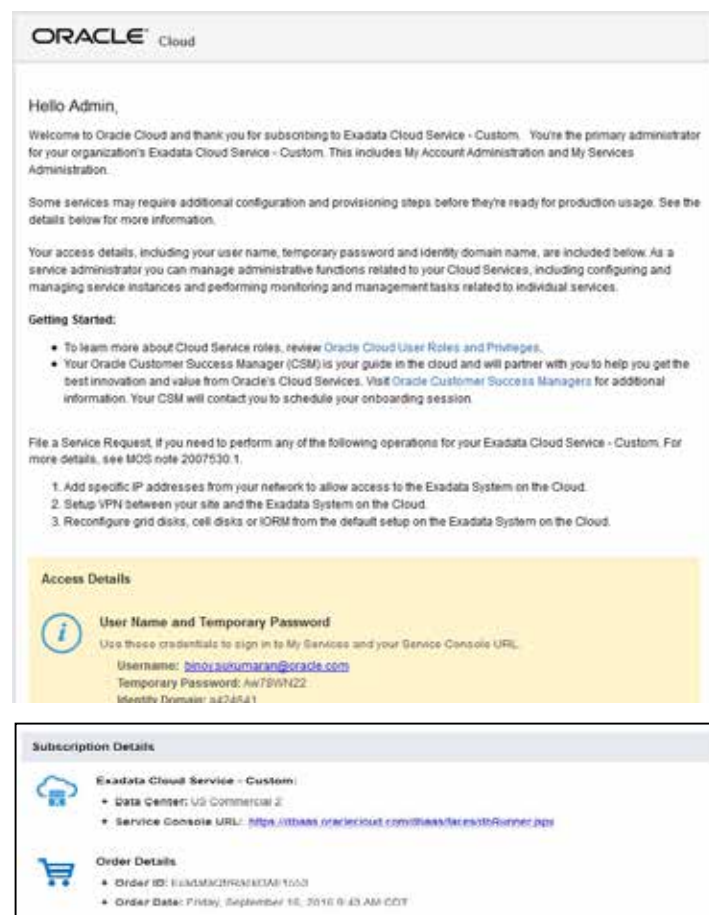 ORACLE Cloud
Hello Admin,
Welcome to Oracle Cloud and thank you for subscribing to Exadata Cloud Service - Custom. You're the primary administrator
for your organization's Exadata Cloud Service - Custom. This includes My Account Administration and My Services
Administration.
Some services may require additional configuration and provisioning steps before they're ready for production usage. See the
details below for more information.
Your access details, including your user name, temporary password and identity domain name, are included below. As a
service administrator you can manage administrative functions related to your Cloud Services, including configuring and
managing service instances and performing monitoring and management tasks related to individual services.
Getting Started:
• To learn more about Cloud Service roles, review Oracle Cloud User Roles and Privileges.
• Your Oracle Customer Success Manager (CSM) is your guide in the cloud and will partner with you to help you get the
best innovation and value from Oracle's Cloud Services. Visit Oracle Customer Success Managers for additional
information. Your CSM will contact you to schedule your onboarding session.
File a Service Request, if you need to perform any of the following operations for your Exadata Cloud Service - Custom. For
more details, see MOS note 2007530.1.
1. Add specific IP addresses from your network to allow access to the Exadata System on the Cloud.
2. Setup VPN between your site and the Exadata System on the Cloud.
3. Reconfigure grid disks, cell disks or IORM from the default setup on the Exadata System on the Cloud.
Access Details
User Name and Temporary Password
Use these credentials to sign in to My Services and your Service Console URL.
Username: binoy.sukumaran@oracle.com
Temporary Password: Aw78WN22
Identity Domain: a424641
Subscription Details
Exadata Cloud Service - Custom:
• Data Center: US Commercial 2
• Service Console URL: https://dbaas.oraclecloud.com/dbaas/faces/dbRunner.jspx
Order Details
• Order ID:
• Order Date: Friday, September 16, 2016 9:43 AM CDT